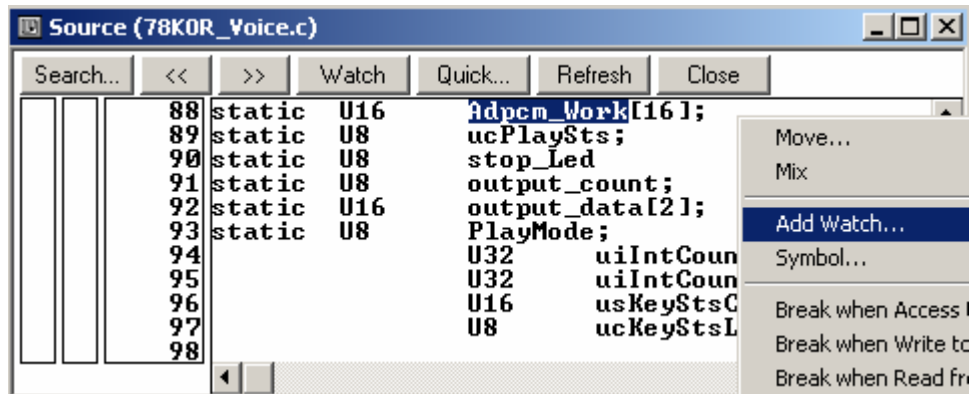 Source (78K0R_Voice.c)
Search... << >> Watch Quick... Refresh Close
88 static U16 Adpcm_Work[16];
89 static U8 ucPlaySts;
90 static U8 stop_Led
91 static U8 output_count;
92 static U16 output_data[2];
93 static U8 PlayMode;
94 U32 uiIntCoun
95 U32 uiIntCoun
96 U16 usKeyStsC
97 U8 ucKeyStsL
98
Move...
Mix
Add Watch...
Symbol...
Break when Access
Break when Write to
Break when Read fr